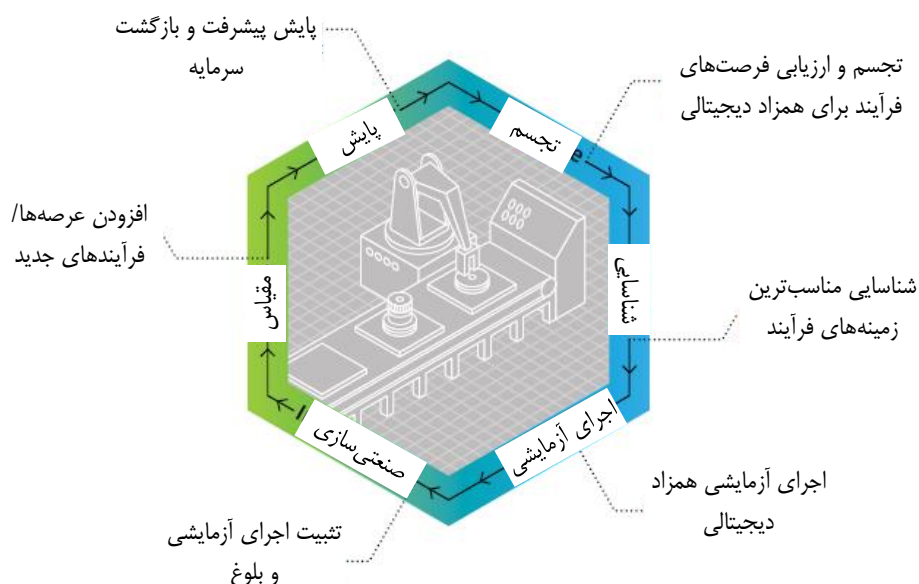 پایش پیشرفت و بازگشت
سرمایه
تجسم و ارزیابی فرصت‌های
فرآیند برای همزاد دیجیتالی
تجسم
پایش
افزودن عرصه‌ها/
فرآیندهای جدید
مقیاس
شناسایی
شناسایی مناسب‌ترین
زمینه‌های فرآیند
صنعتی‌سازی
اجرای آزمایشی
اجرای آزمایشی همزاد
دیجیتالی
تثبیت اجرای آزمایشی
و بلوغ